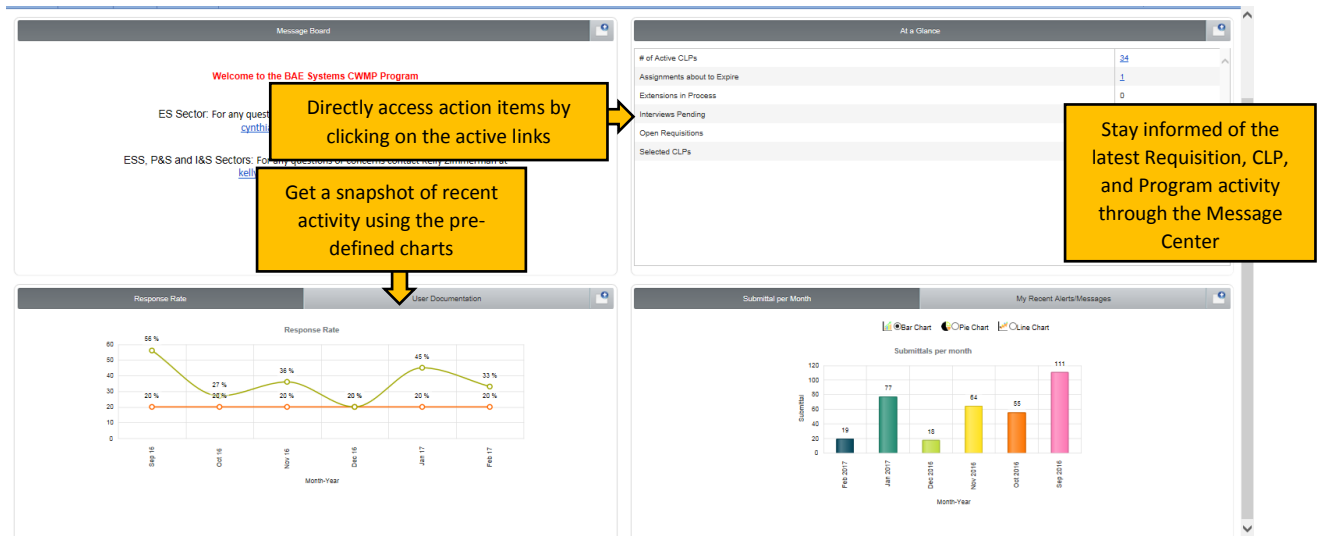 Message Board
Welcome to the BAE Systems CWMP Program
ES Sector: For any quest
cynthia
ESS, P&S and I&S Sectors: For any questions or concerns contact Kelly Zimmerman at
kelly
Directly access action items by
clicking on the active links
Get a snapshot of recent
activity using the pre-
defined charts
At a Glance
# of Active CLPs 34
Assignments about to Expire 1
Extensions in Process 0
Interviews Pending
Open Requisitions
Selected CLPs
Stay informed of the
latest Requisition, CLP,
and Program activity
through the Message
Center
Response Rate User Documentation
Response Rate
60
50
40
30
20
10
0
56 % 27 % 36 % 20 % 45 % 33 %
20 % 20 % 20 % 20 % 20 %
Sep 16 Oct 16 Nov 16 Dec 16 Jan 17 Feb 17
Month-Year
Submittal per Month My Recent Alerts/Messages
Bar Chart Pie Chart Line Chart
Submittals per month
Submittal
120
100
80
60
40
20
0
19 77 18 64 55 111
Feb 2017 Jan 2017 Dec 2016 Nov 2016 Oct 2016 Sep 2016
Month-Year